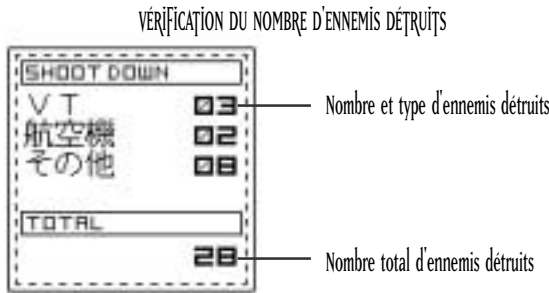 VÉRIFICATION DU NOMBRE D'ENNEMIS DÉTRUITS
SHOOT DOWN
VT 03
Nombre et type d'ennemis détruits
航空機 02
その他 08
TOTAL
28
Nombre total d'ennemis détruits